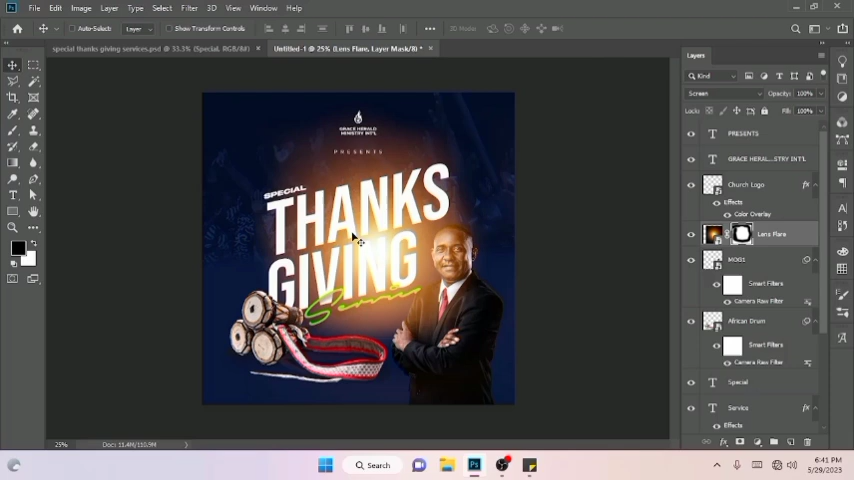 File Edit Image Layer Type Select Filter 3D View Window Help
Auto-Select: Layer Show Transform Controls 3D Mode:
special thanks giving services.psd @ 33.3% (Special, RGB/8#) × Untitled-1 @ 25% (Lens Flare, Layer Mask/8) * ×
Layers
Kind
Screen Opacity: 100%
Lock: Fill: 100%
PRESENTS
GRACE HERAL...STRY INT'L
Church Logo fx
Effects
Color Overlay
Lens Flare
MOG1
Smart Filters
Camera Raw Filter
African Drum
Smart Filters
Camera Raw Filter
Special
Service fx
Effects
GRACE HERALD
MINISTRY INT'L
PRESENTS
SPECIAL
THANKS
GIVING
Service
25% Doc: 11.4M/110.9M
Search
6:41 PM
5/29/2023